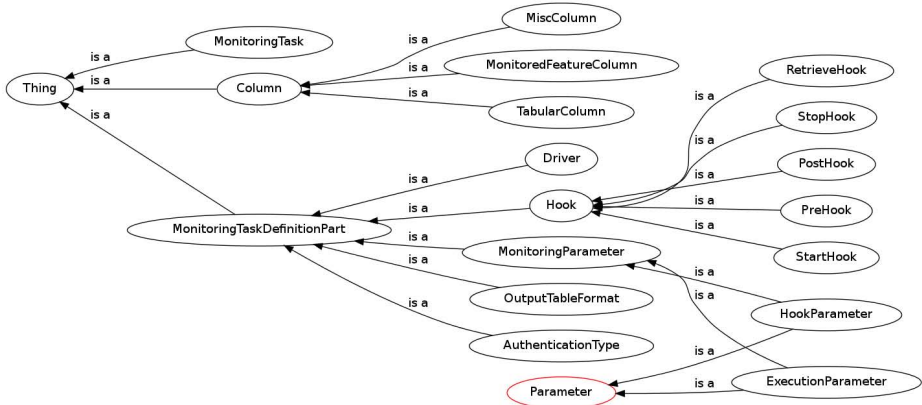 MiscColumn
is a
MonitoringTask
is a
MonitoredFeatureColumn
is a
RetrieveHook
is a
Thing
is a
Column
is a
is a
TabularColumn
is a
StopHook
is a
Driver
is a
PostHook
is a
Hook
is a
PreHook
is a
MonitoringTaskDefinitionPart
is a
MonitoringParameter
is a
StartHook
is a
is a
OutputTableFormat
is a
HookParameter
is a
AuthenticationType
is a
ExecutionParameter
is a
Parameter